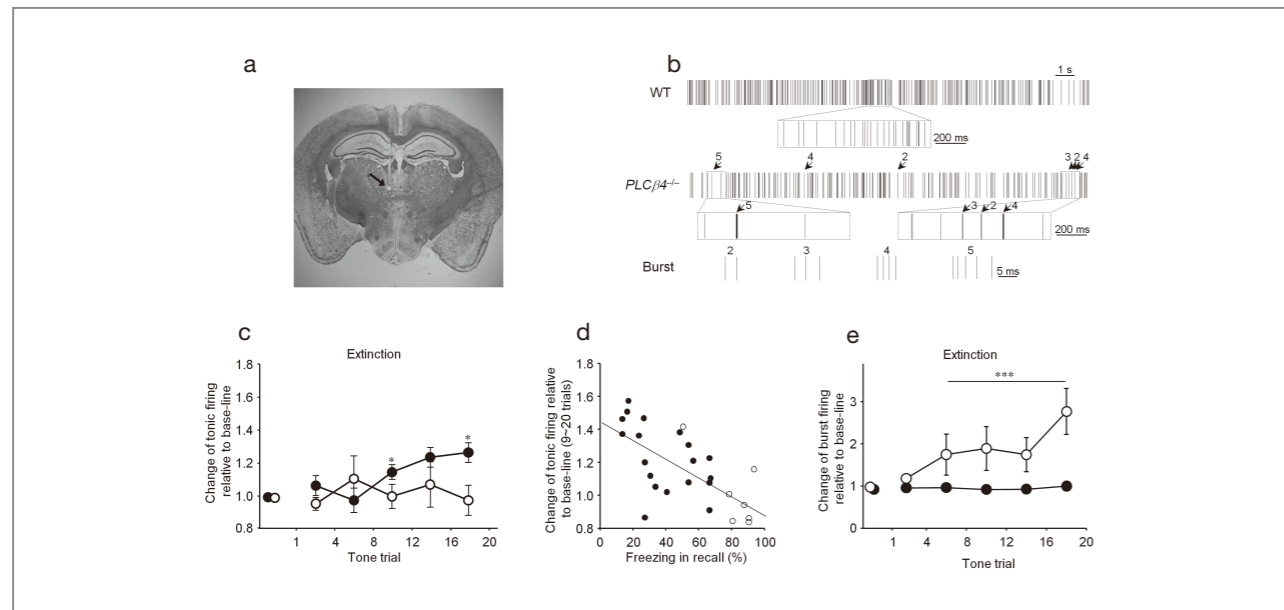 a
b
1 s
WT
200 ms
5 4 2 3 2 4
PLCβ4–/–
5 3 2 4
200 ms
2 3 4 5
Burst
5 ms
c
Extinction
Change of tonic firing
relative to base-line
1.8
1.6
1.4
1.2
1.0
0.8
* *
1 4 8 12 16 20
Tone trial
d
Change of tonic firing relative
to base-line (9~20 trials)
1.8
1.6
1.4
1.2
1.0
0.8
0 20 40 60 80 100
Freezing in recall (%)
e
Extinction
***
Change of burst firing
relative to base-line
3
2
1
0
1 4 6 12 16 20
Tone trial